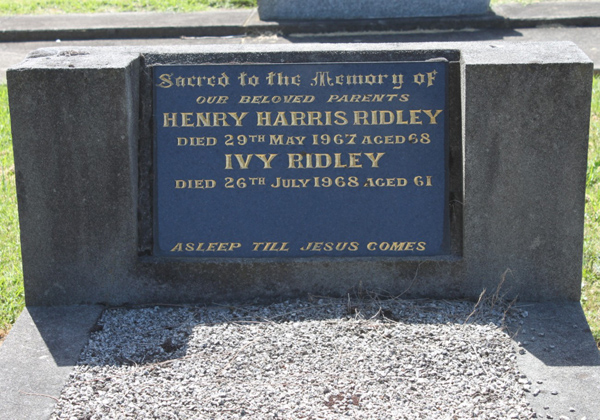 Sacred to the Memory of
OUR BELOVED PARENTS
HENRY HARRIS RIDLEY
DIED 29TH MAY 1967 AGED 68
IVY RIDLEY
DIED 26TH JULY 1968 AGED 61
ASLEEP TILL JESUS COMES